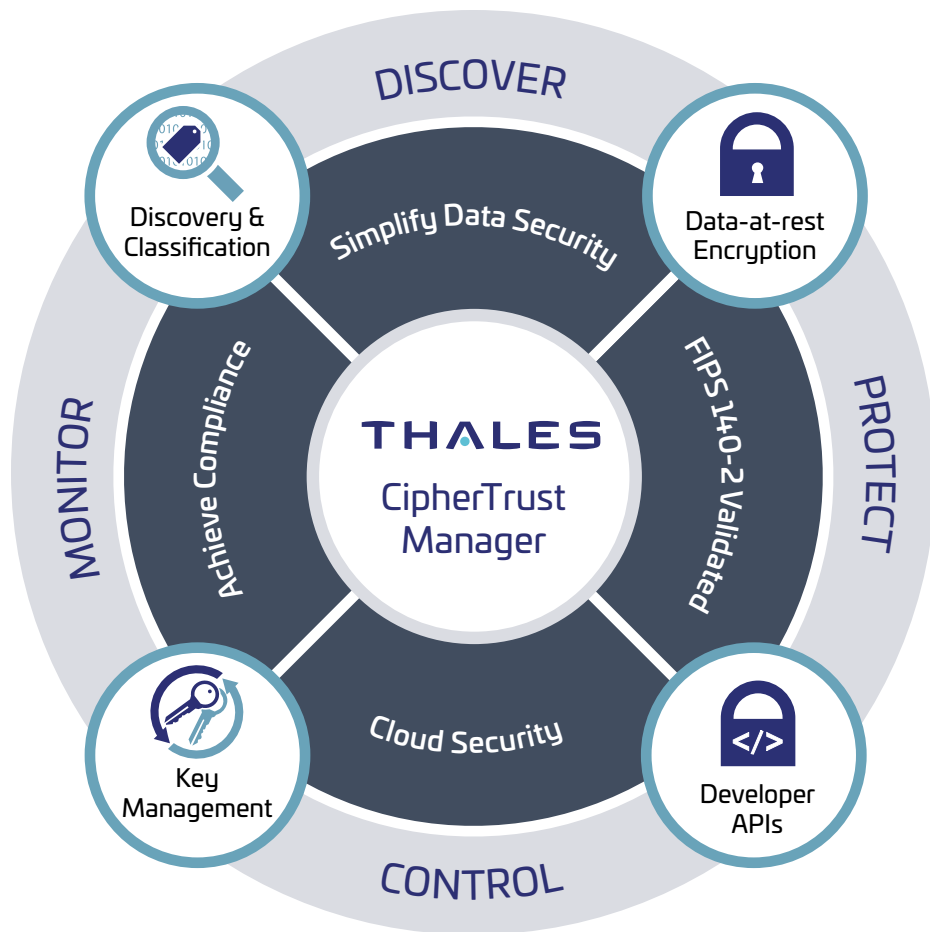 DISCOVER
Discovery &
Classification
Data-at-rest
Encryption
Simplify Data Security
MONITOR
Achieve Compliance
THALES
CipherTrust
Manager
FIPS 140-2 Validated
PROTECT
Cloud Security
Key
Management
</>
Developer
APIs
CONTROL